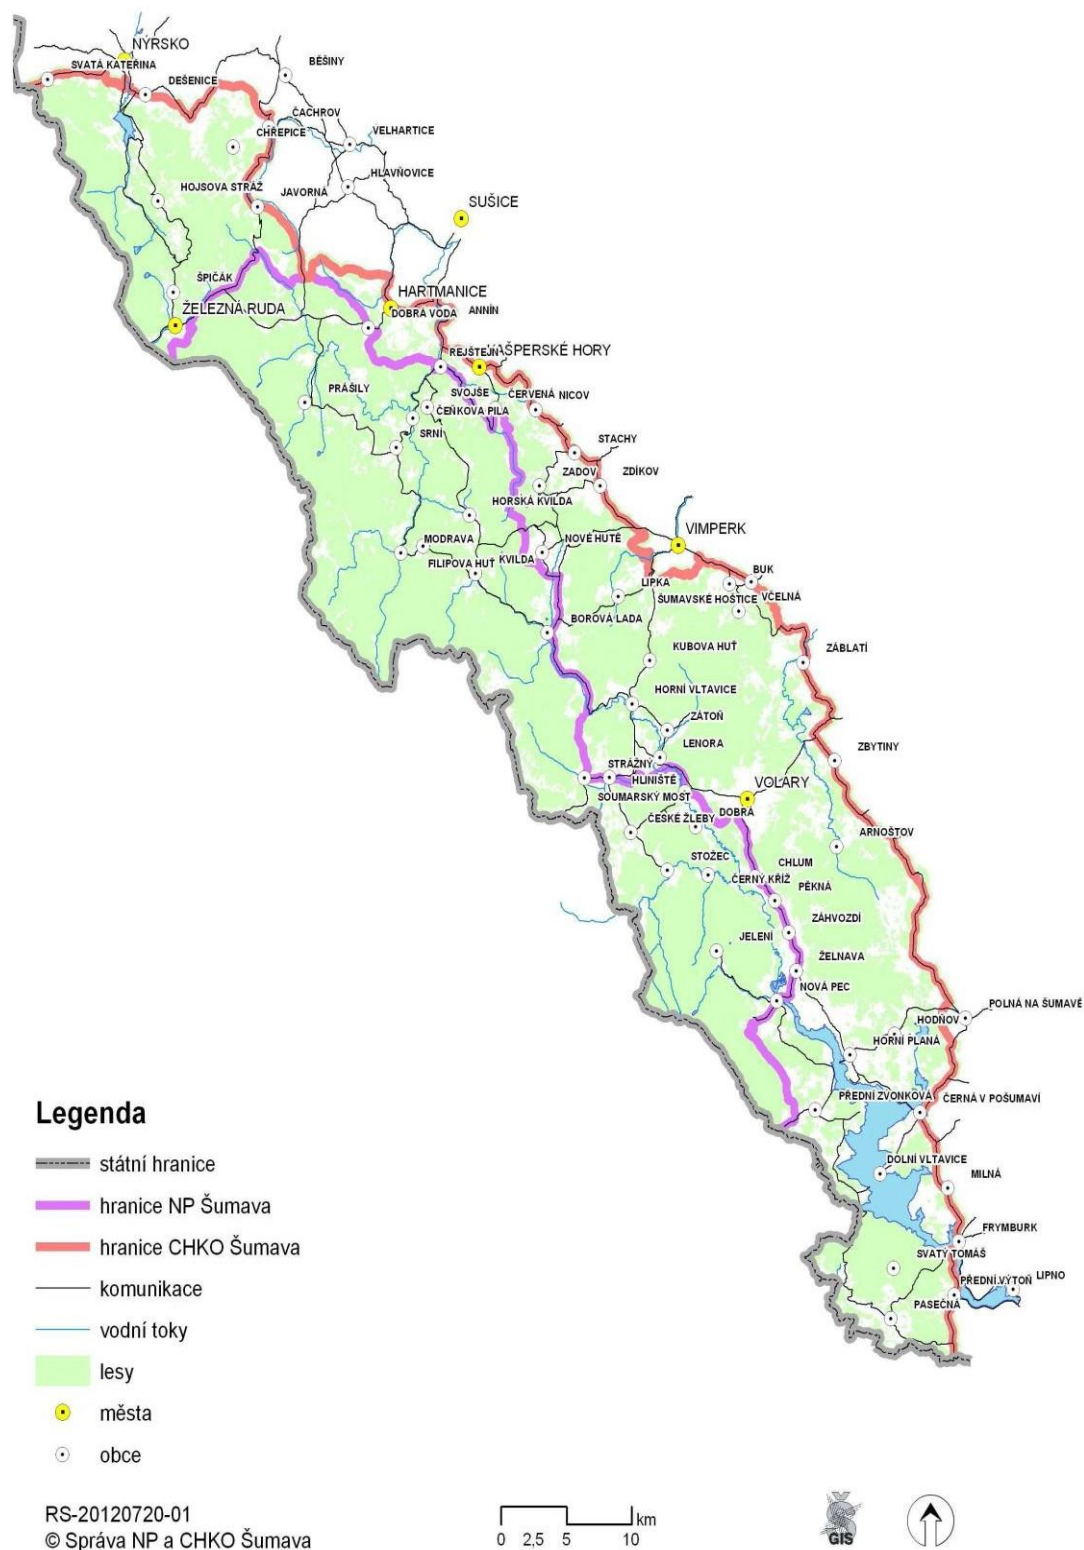 NÝRSKO
SVATÁ KATEŘINA
BĚŠINY
DEŠENICE
ČACHROV
CHŘEPICE
VELHARTICE
HLAVŇOVICE
HOJSOVA STRÁŽ
JAVORNÁ
SUŠICE
ŠPIČÁK
HARTMANICE
ŽELEZNÁ RUDA
DOBRÁ VODA
ANNÍN
REJŠTEJN
KAŠPERSKÉ HORY
PRÁŠILY
SVOJŠE
ČERVENÁ
NICOV
ČEŇKOVA PILA
SRNÍ
STACHY
ZADOV
ZDÍKOV
HORSKÁ KVILDA
VIMPERK
MODRAVA
NOVÉ HUTĚ
FILIPOVA HUŤ
KVILDA
BUK
LIPKA
ŠUMAVSKÉ HOŠTICE
VČELNÁ
BOROVÁ LADA
KUBOVA HUŤ
ZÁBLATÍ
HORNÍ VLTAVICE
ZÁTOŇ
LENORA
ZBYTINY
STRÁŽNÝ
HLINIŠTĚ
VOLARY
SOUMARSKÝ MOST
DOBRÁ
ČESKÉ ŽLEBY
ARNOŠTOV
STOŽEC
CHLUM
ČERNÝ KŘÍŽ
PĚKNÁ
ZÁHVOZDÍ
JELENÍ
ŽELNAVA
NOVÁ PEC
POLNÁ NA ŠUMAVĚ
HODŇOV
HORNÍ PLANÁ
PŘEDNÍ ZVONKOVÁ
ČERNÁ V POŠUMAVÍ
DOLNÍ VLTAVICE
MILNÁ
FRYMBURK
SVATÝ TOMÁŠ
PŘEDNÍ VÝTOŇ
LIPNO
PASEČNÁ
Legenda
státní hranice
hranice NP Šumava
hranice CHKO Šumava
komunikace
vodní toky
lesy
města
obce
RS-20120720-01
© Správa NP a CHKO Šumava
km
0 2,5 5 10
Š
GIS